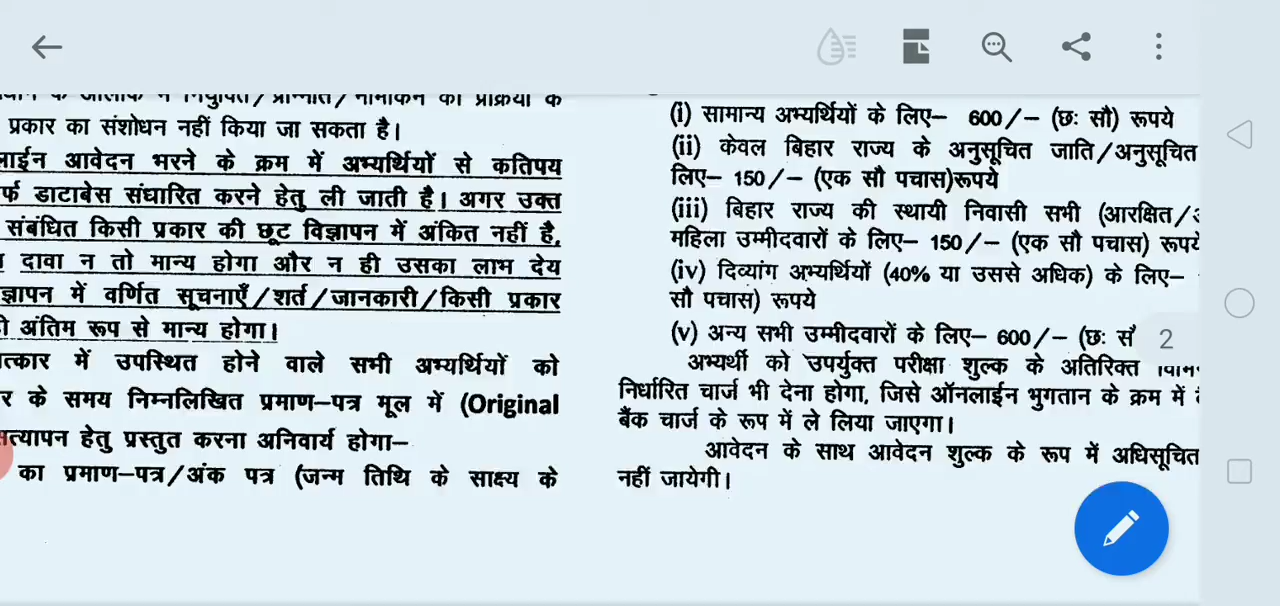 प्रकार का संशोधन नहीं किया जा सकता है।
आवेदन भरने के क्रम में अभ्यर्थियों से कतिपय
डाटाबेस संधारित करने हेतु ली जाती है। अगर उक्त
संबंधित किसी प्रकार की छूट विज्ञापन में अंकित नहीं है,
दावा न तो मान्य होगा और न ही उसका लाभ देय
में वर्णित सूचनाएँ/शर्त/जानकारी/किसी प्रकार
अंतिम रूप से मान्य होगा।
में उपस्थित होने वाले सभी अभ्यर्थियों को
र के समय निम्नलिखित प्रमाण–पत्र मूल में (Original
हेतु प्रस्तुत करना अनिवार्य होगा–
का प्रमाण–पत्र/अंक पत्र (जन्म तिथि के साक्ष्य के
(i) सामान्य अभ्यर्थियों के लिए– 600/– (छः सौ) रूपये
(ii) केवल बिहार राज्य के अनुसूचित जाति/अनुसूचित
लिए– 150/– (एक सौ पचास)रूपये
(iii) बिहार राज्य की स्थायी निवासी सभी (आरक्षित/
महिला उम्मीदवारों के लिए– 150/– (एक सौ पचास) रूपये
(iv) दिव्यांग अभ्यर्थियों (40% या उससे अधिक) के लिए–
सौ पचास) रूपये
(v) अन्य सभी उम्मीदवारों के लिए– 600/– (छः सौ
2
अभ्यर्थी को उपर्युक्त परीक्षा शुल्क के अतिरिक्त
निर्धारित चार्ज भी देना होगा, जिसे ऑनलाईन भुगतान के क्रम में
बैंक चार्ज के रूप में ले लिया जाएगा।
आवेदन के साथ आवेदन शुल्क के रूप में अधिसूचित
नहीं जायेगी।